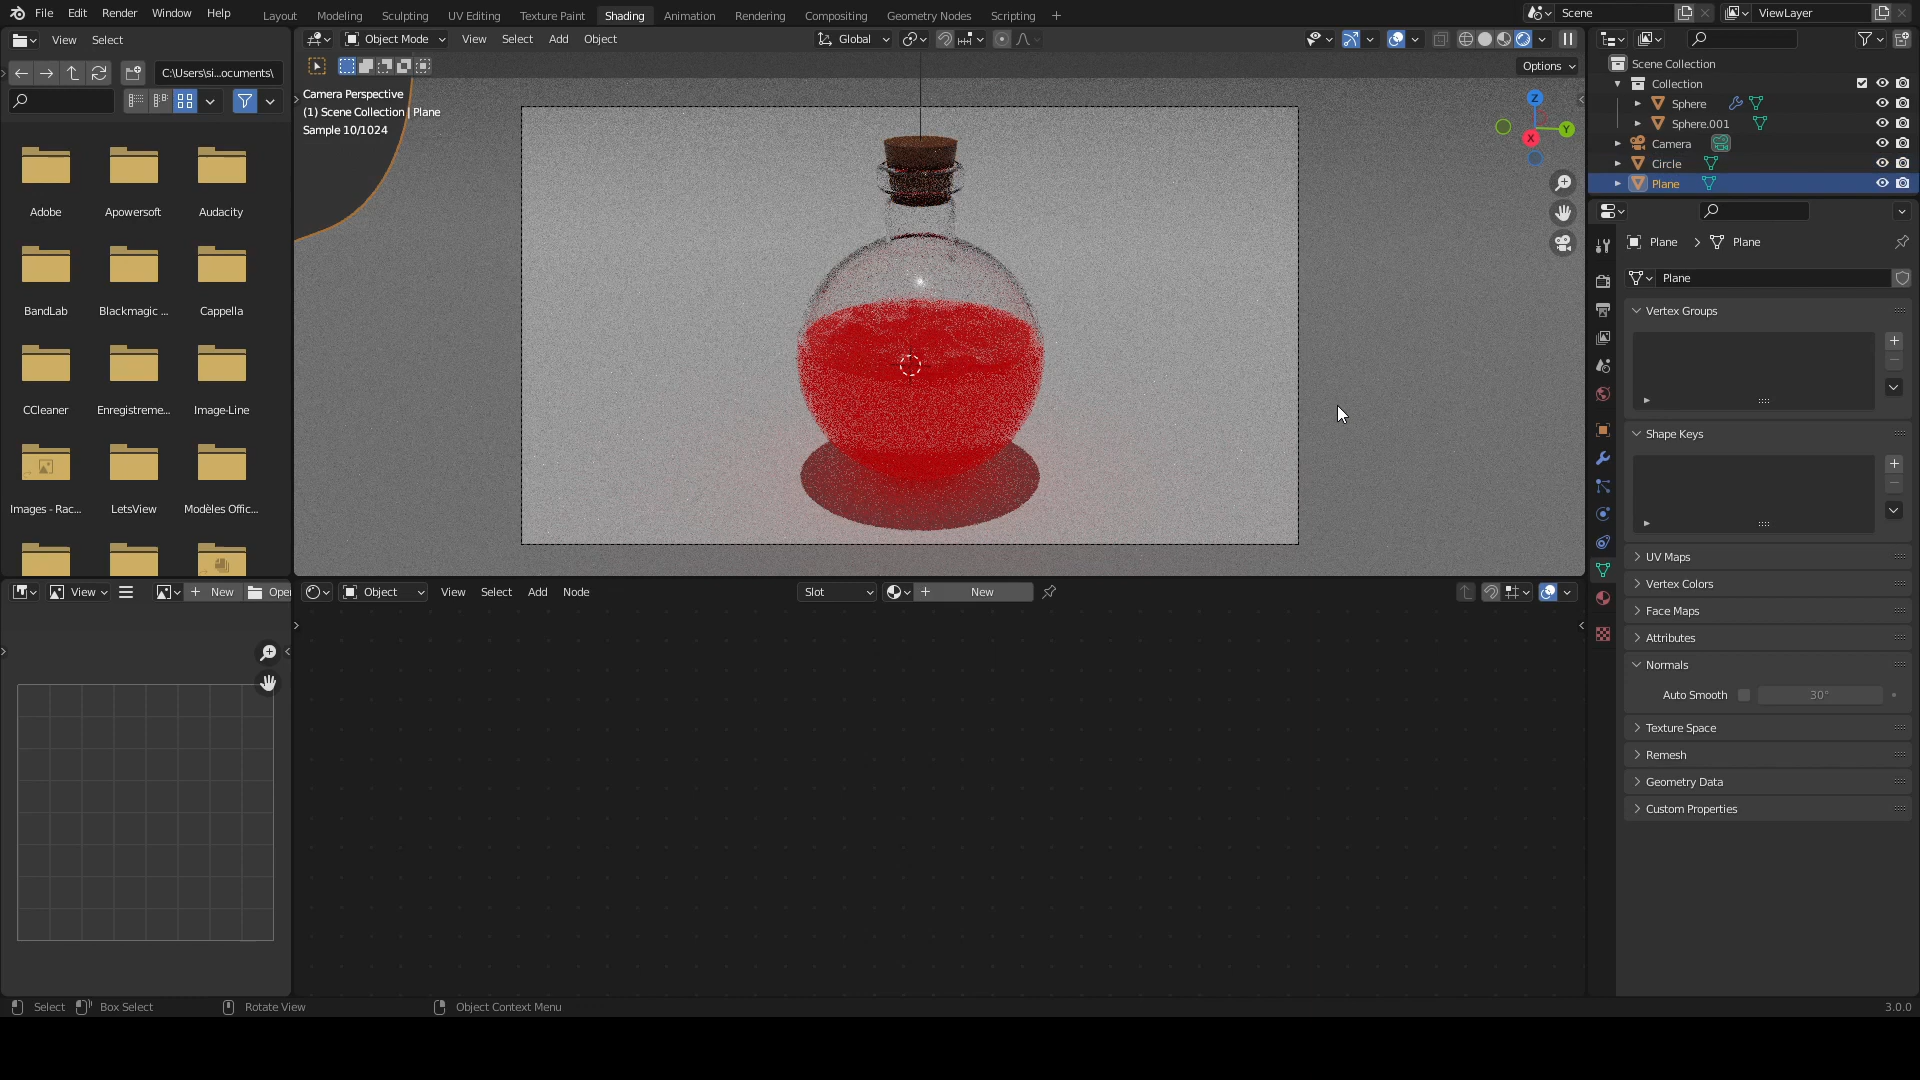 File Edit Render Window Help Layout Modeling Sculpting UV Editing Texture Paint Shading Animation Rendering Compositing Geometry Nodes Scripting Scene ViewLayer
View Select
C:\Users\si...ocuments\
Adobe Apowersoft Audacity
BandLab Blackmagic ... Cappella
CCleaner Enregistreme... Image-Line
Images - Rac... LetsView Modèles Offic...
Object Mode View Select Add Object Global
Options
Camera Perspective
(1) Scene Collection | Plane
Sample 10/1024
Z
Y
X
Scene Collection
Collection
Sphere
Sphere.001
Camera
Circle
Plane
Plane Plane
Plane
Vertex Groups
Shape Keys
UV Maps
Vertex Colors
Face Maps
Attributes
Normals
Auto Smooth 30°
Texture Space
Remesh
Geometry Data
Custom Properties
View New Ope
Object View Select Add Node Slot New
Select Box Select Rotate View Object Context Menu 3.0.0